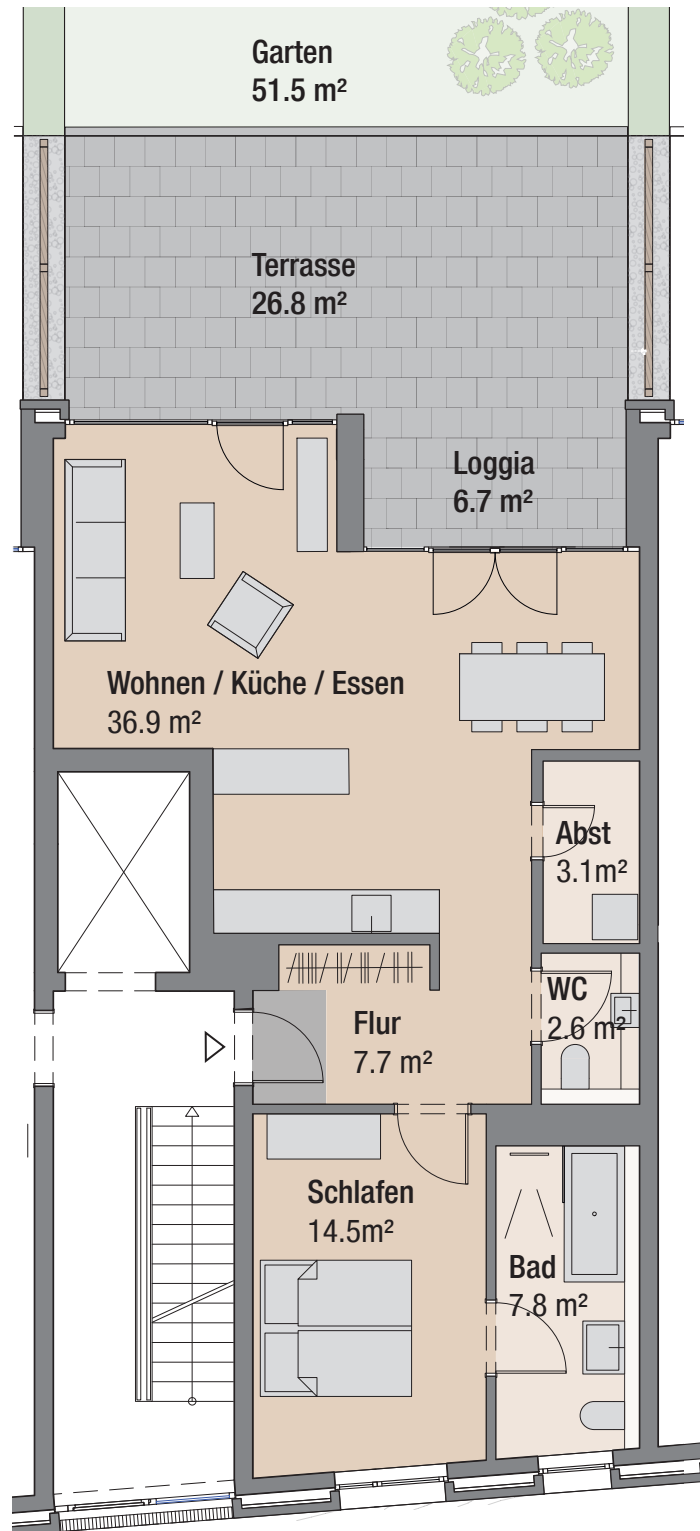 Garten
51.5 m²
Terrasse
26.8 m²
Loggia
6.7 m²
Wohnen / Küche / Essen
36.9 m²
Abst
3.1m²
WC
2.6 m²
Flur
7.7 m²
Schlafen
14.5m²
Bad
7.8 m²